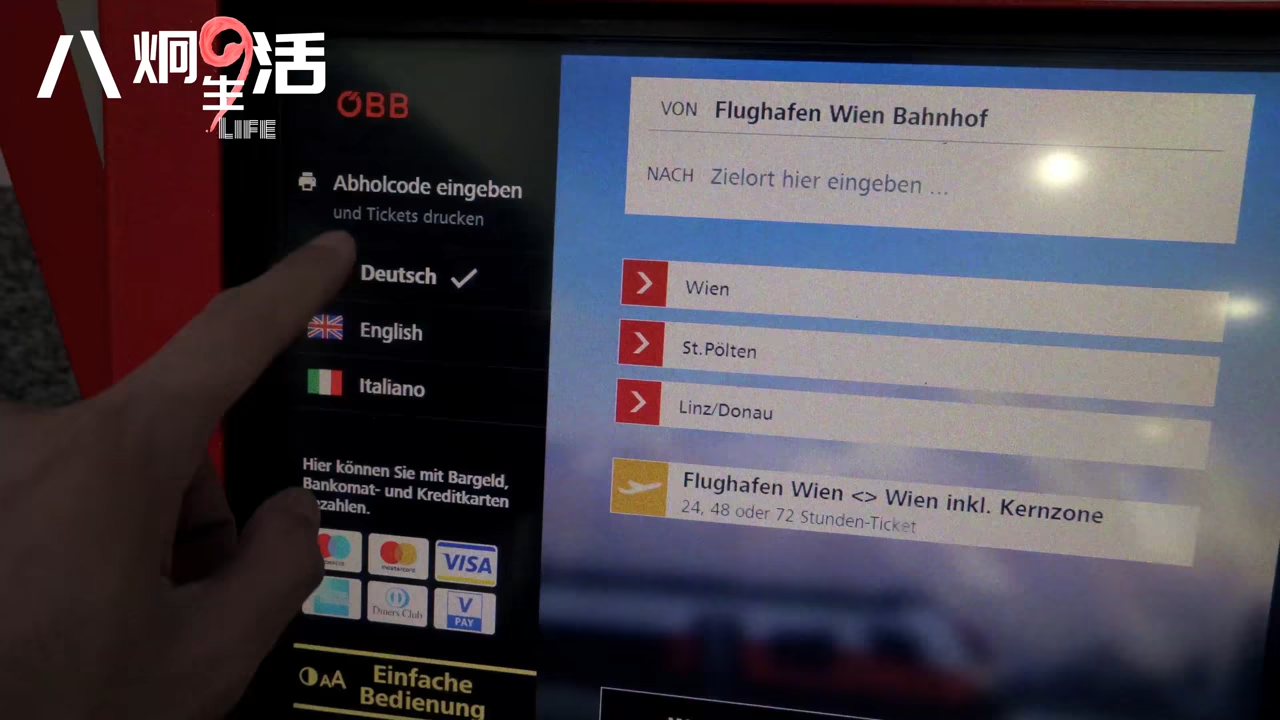 八炯生活
LIFE
ÖBB
Abholcode eingeben
und Tickets drucken
Deutsch
English
Italiano
Hier können Sie mit Bargeld,
Bankomat- und Kreditkarten
zahlen.
mastercard
VISA
Diners Club
V
PAY
AA
Einfache
Bedienung
VON Flughafen Wien Bahnhof
NACH Zielort hier eingeben ...
Wien
St.Pölten
Linz/Donau
Flughafen Wien <> Wien inkl. Kernzone
24, 48 oder 72 Stunden-Ticket